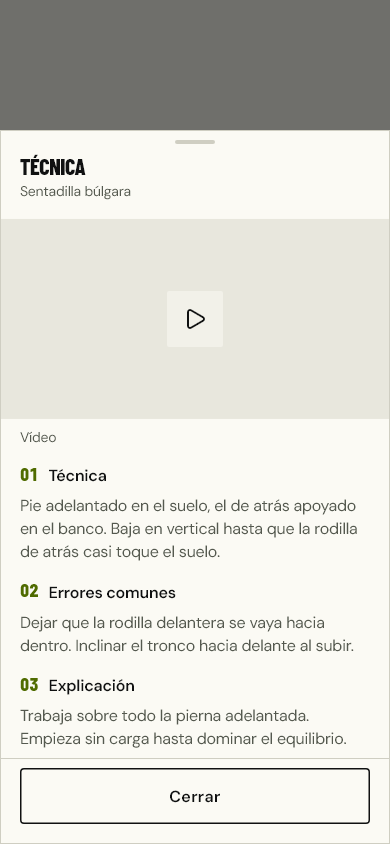 TÉCNICA
Sentadilla búlgara
Vídeo
01 Técnica
Pie adelantado en el suelo, el de atrás apoyado
en el banco. Baja en vertical hasta que la rodilla
de atrás casi toque el suelo.
02 Errores comunes
Dejar que la rodilla delantera se vaya hacia
dentro. Inclinar el tronco hacia delante al subir.
03 Explicación
Trabaja sobre todo la pierna adelantada.
Empieza sin carga hasta dominar el equilibrio.
Cerrar